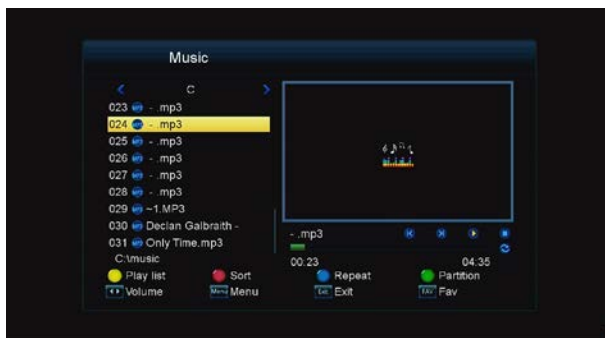 Music
C
023 - .mp3
024 - .mp3
025 - .mp3
026 - .mp3
027 - .mp3
028 - .mp3
029 ~1.MP3
030 Declan Galbraith -
031 Only Time.mp3
C:\music
- .mp3
00:23 04:35
Play list Sort Repeat Partition
Volume Menu Menu Exit Exit FAV Fav